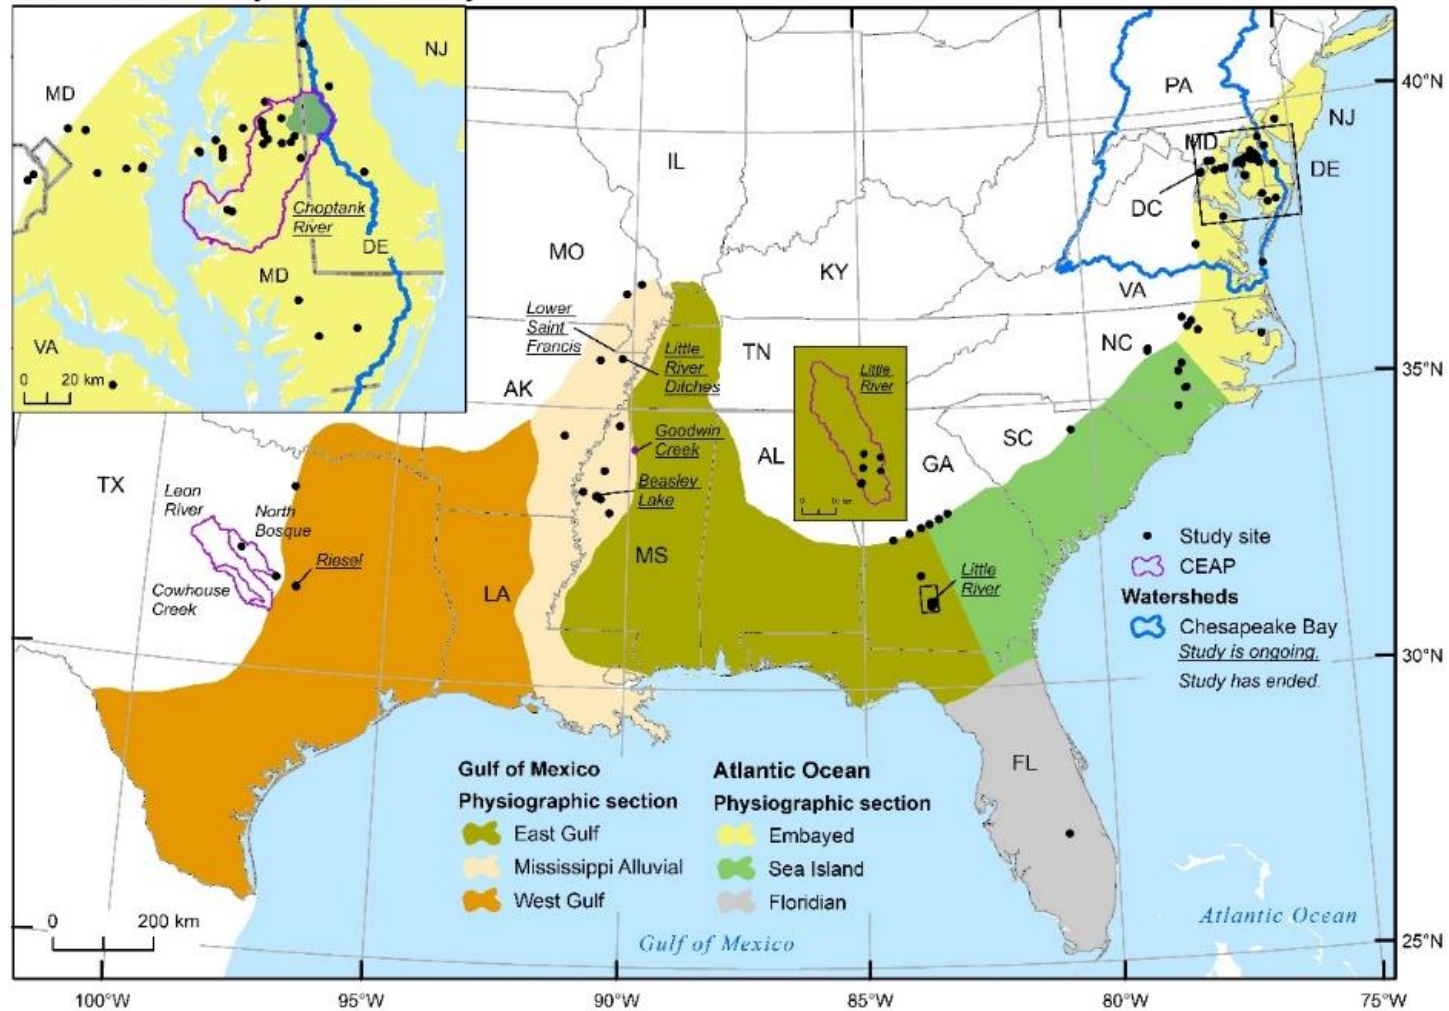 NJ
MD
Choptank
River
DE
MD
VA
0 20 km
PA
40°N
NJ
MD
DE
DC
IL
MO
KY
VA
Lower
Saint
Francis
Little
River
Ditches
TN
NC
35°N
AK
Little
River
0 10 km
Goodwin
Creek
AL
GA
SC
Beasley
Lake
TX
Leon
River
North
Bosque
Riesel
Cowhouse
Creek
MS
LA
Little
River
Study site
CEAP
Watersheds
Chesapeake Bay
Study is ongoing.
Study has ended.
30°N
FL
Gulf of Mexico
Physiographic section
East Gulf
Mississippi Alluvial
West Gulf
Atlantic Ocean
Physiographic section
Embayed
Sea Island
Floridian
0 200 km
Gulf of Mexico
Atlantic Ocean
25°N
100°W 95°W 90°W 85°W 80°W 75°W